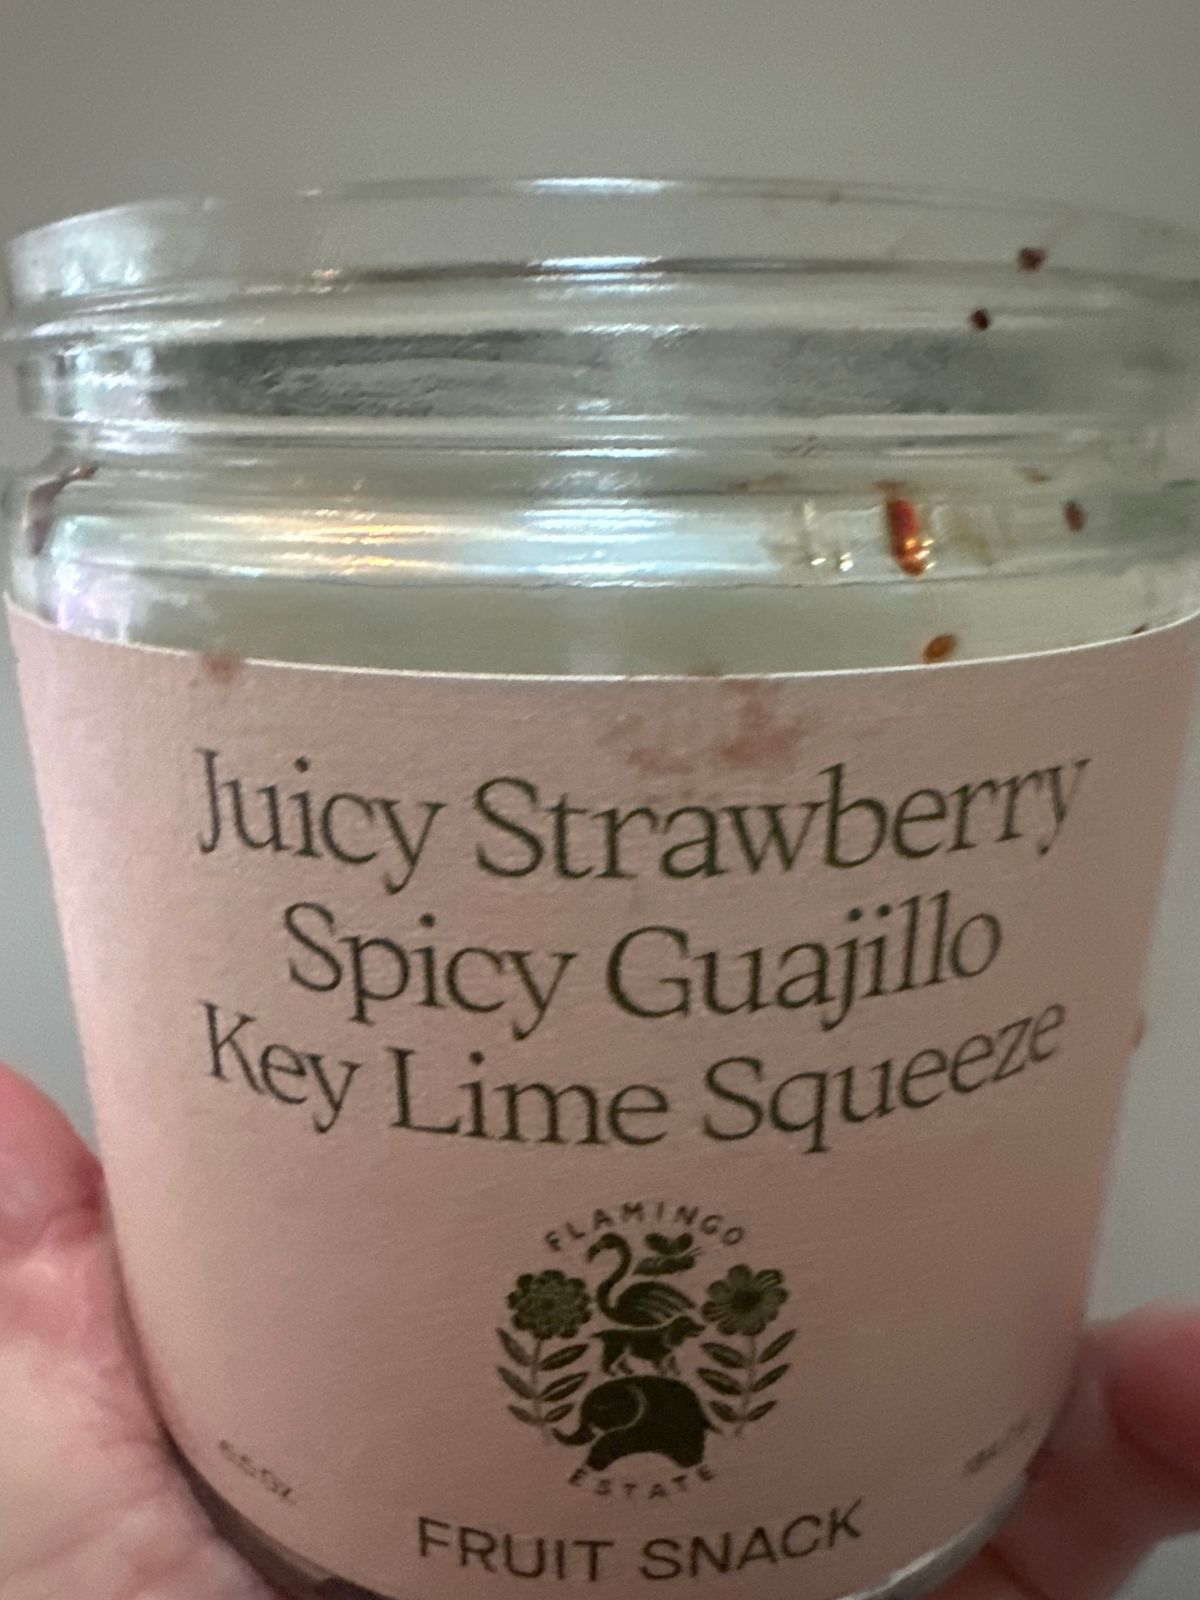 Juicy Strawberry
Spicy Guajillo
Key Lime Squeeze
FLAMINGO
ESTATE
FRUIT SNACK